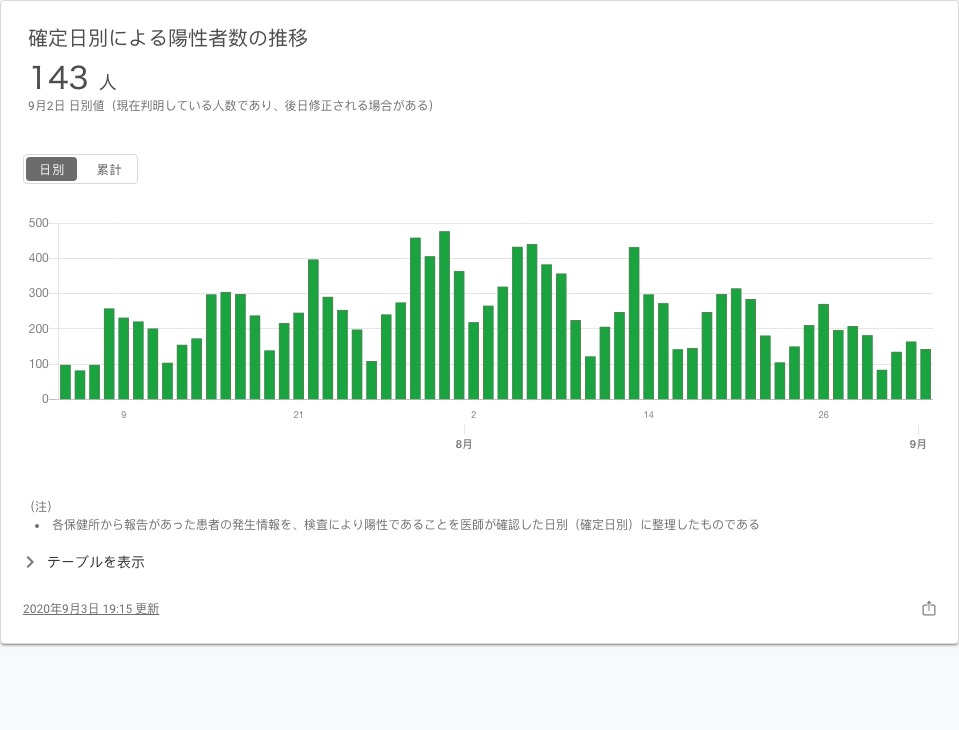 確定日別による陽性者数の推移
143 人
9月2日 日別値（現在判明している人数であり、後日修正される場合がある）
日別 累計
500
400
300
200
100
0
9 21 2 14 26
8月 9月
（注）
• 各保健所から報告があった患者の発生情報を、検査により陽性であることを医師が確認した日別（確定日別）に整理したものである
テーブルを表示
2020年9月3日 19:15 更新